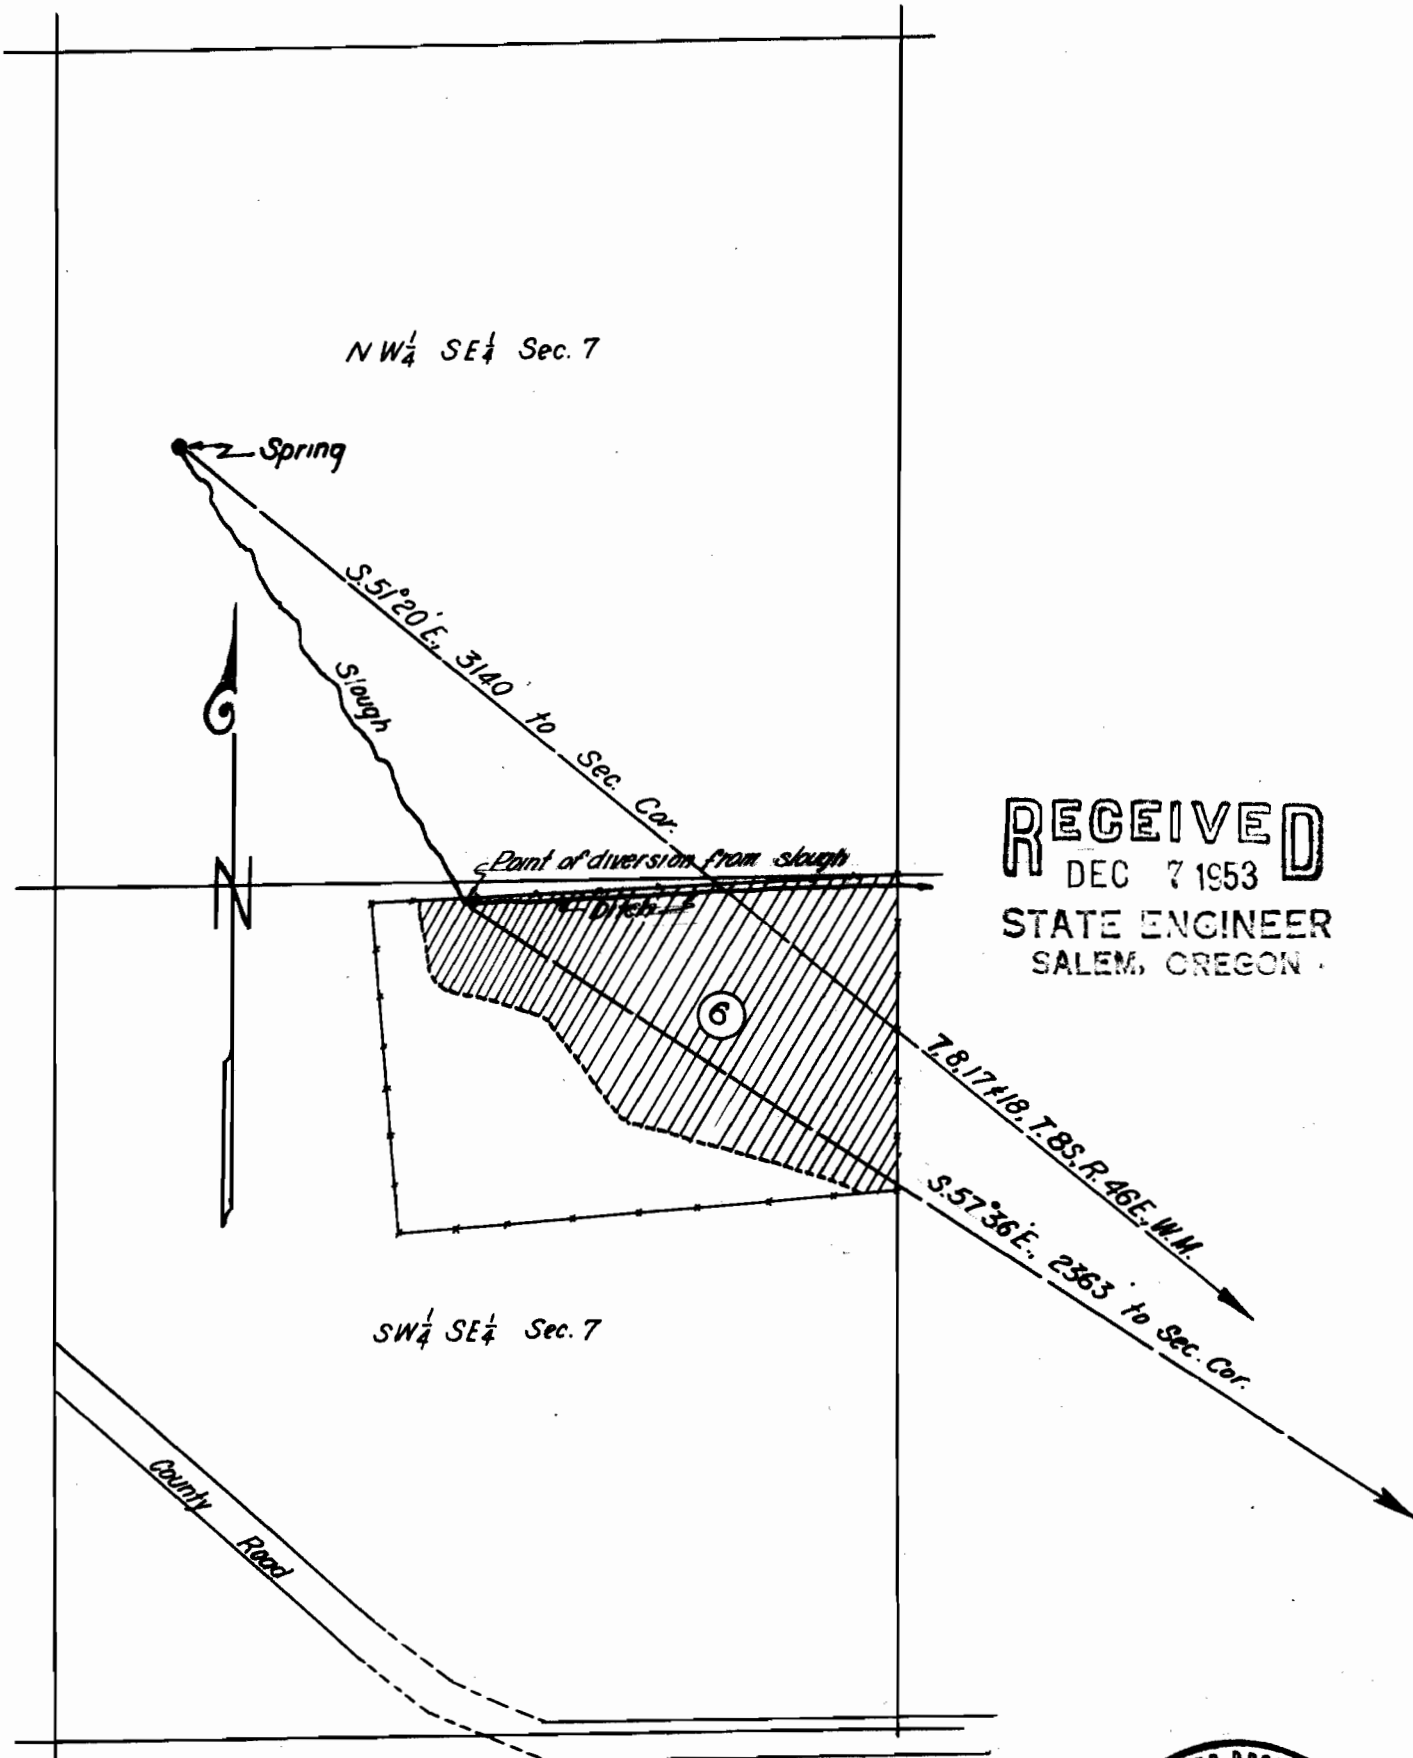 NW¼ SE¼ Sec. 7
Spring
S.51°20'E., 3140' to Sec. Cor.
Slough
N
Point of diversion from slough
Ditch
RECEIVED
DEC 7 1953
STATE ENGINEER
SALEM, OREGON
6
7,8,17&18, T.8S,R.46E,W.M.
S.57°36'E., 2363' to Sec. Cor.
SW¼ SE¼ Sec. 7
County Road